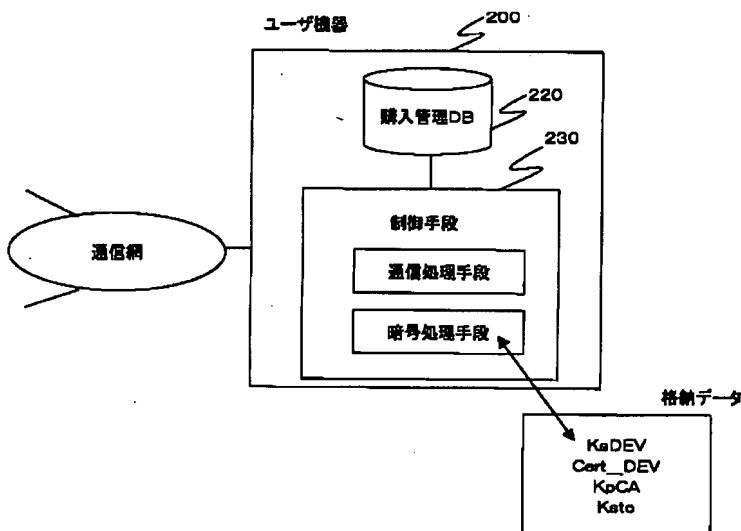 ユーザ機器
200
購入管理DB
220
230
制御手段
通信網
通信処理手段
暗号処理手段
格納データ
KsDEV
Cert_DEV
KpCA
Ksto